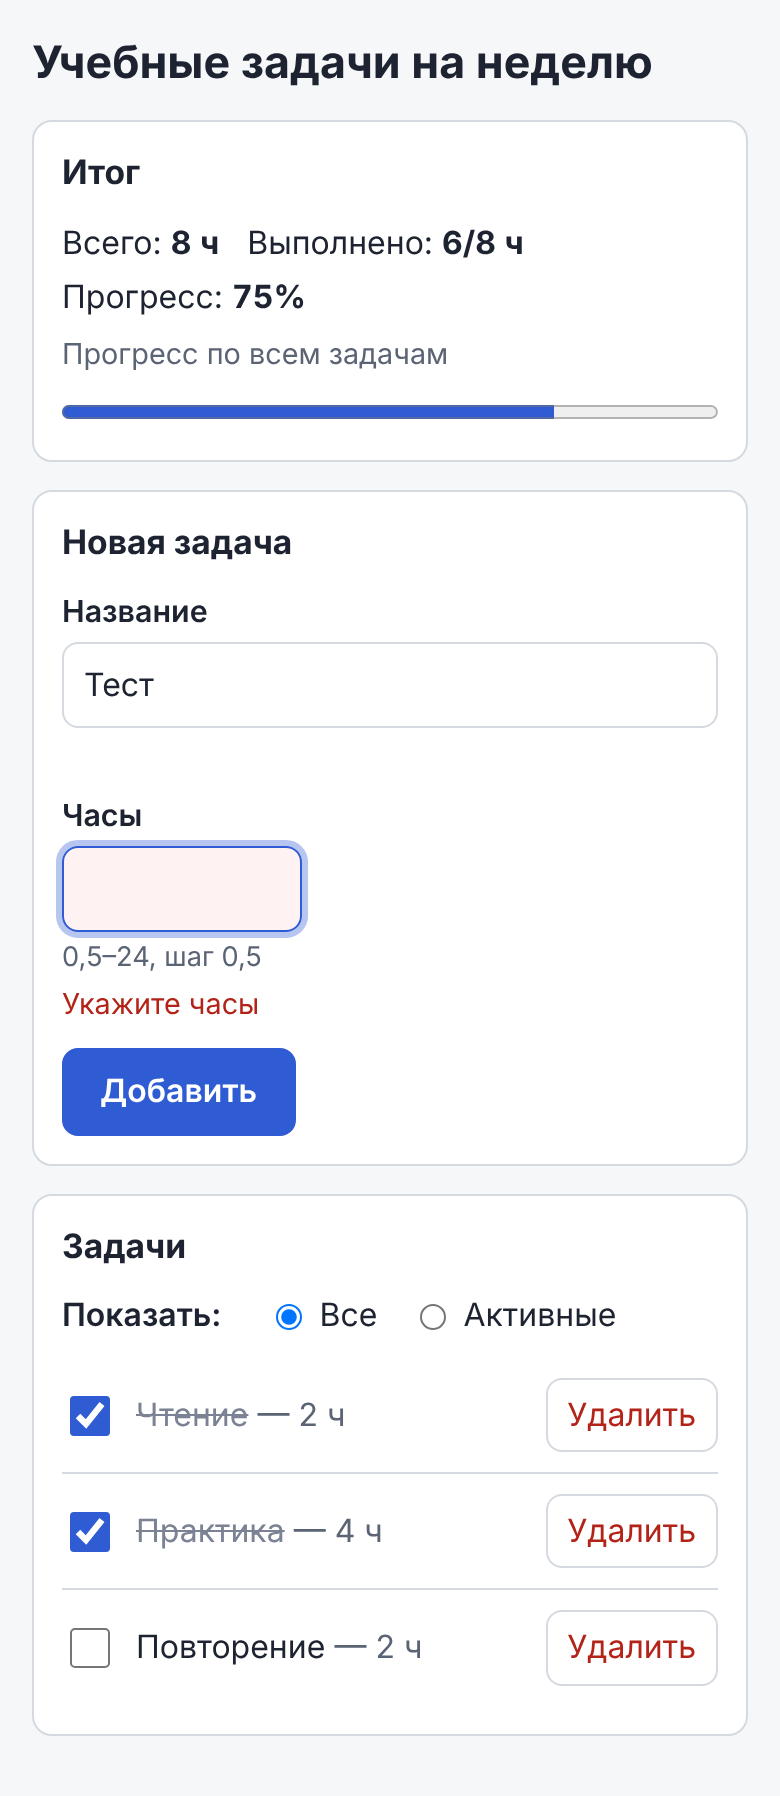 Учебные задачи на неделю
Итог
Всего: 8 ч Выполнено: 6/8 ч
Прогресс: 75%
Прогресс по всем задачам
Новая задача
Название
Тест
Часы
0,5–24, шаг 0,5
Укажите часы
Добавить
Задачи
Показать: Все Активные
Чтение — 2 ч Удалить
Практика — 4 ч Удалить
Повторение — 2 ч Удалить